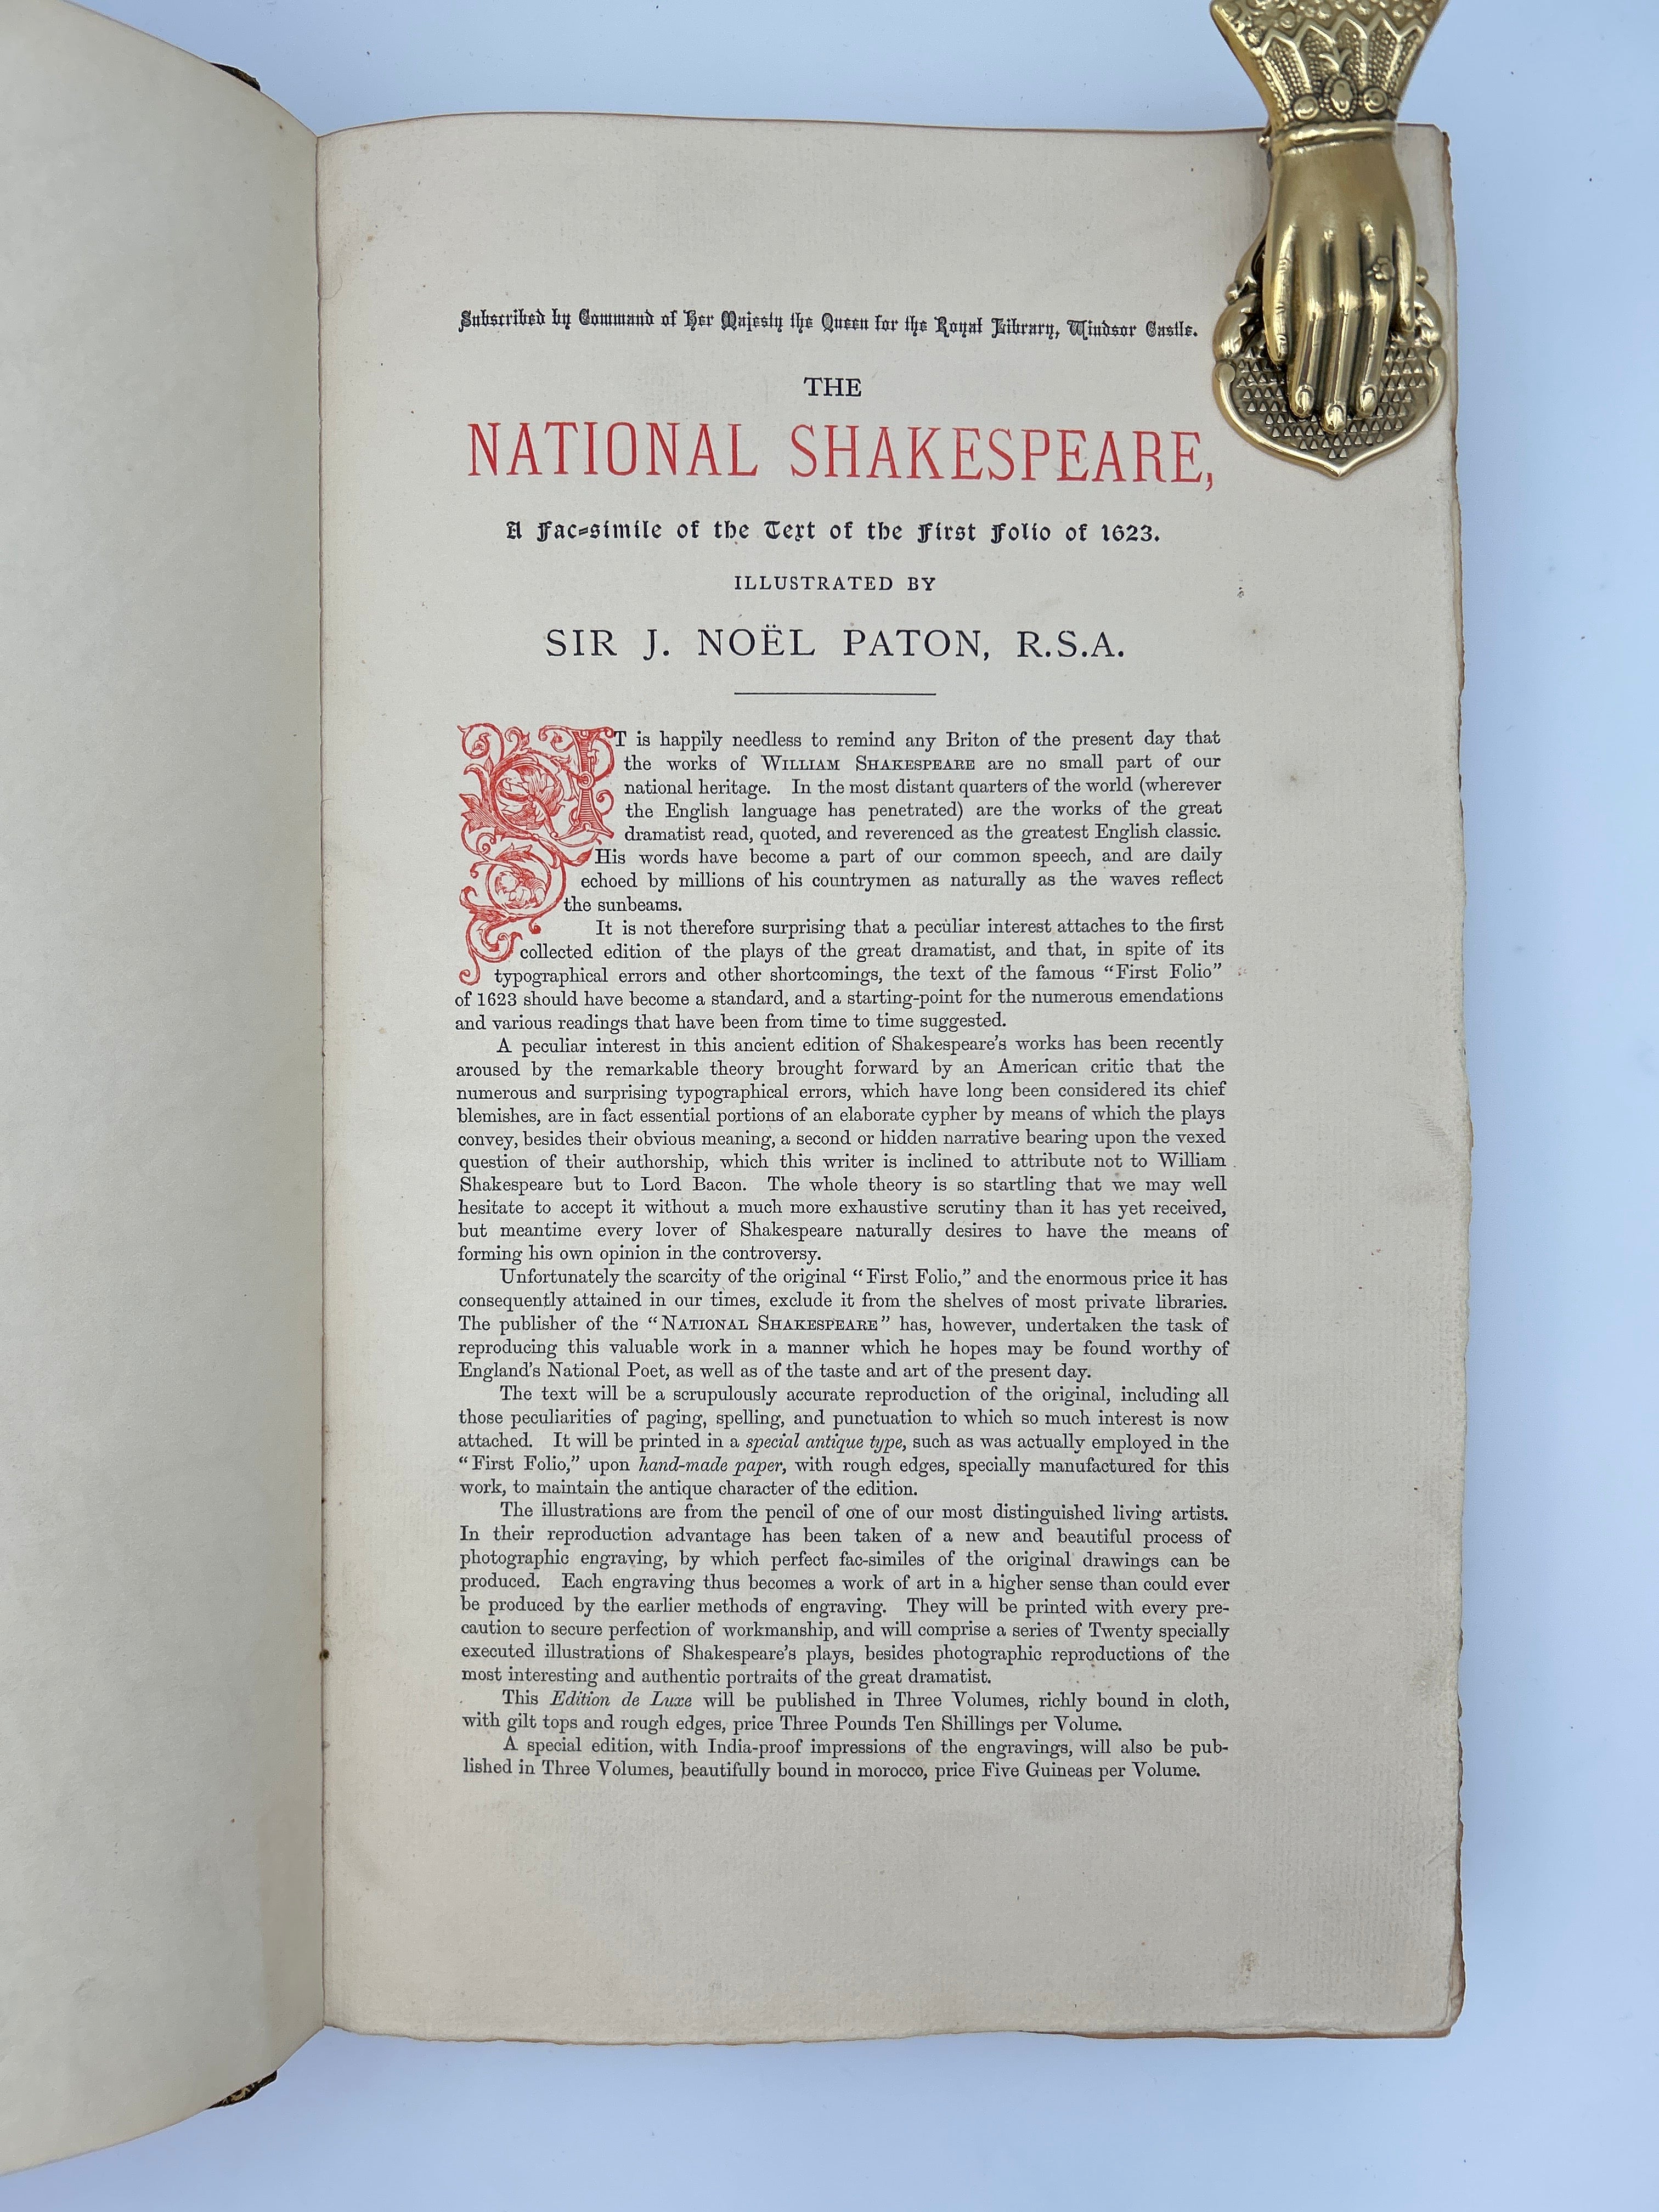 Subscribed by Command of Her Majesty the Queen for the Royal Library, Windsor Castle.
THE
NATIONAL SHAKESPEARE,
A Fac-simile of the Text of the First Folio of 1623.
ILLUSTRATED BY
SIR J. NOËL PATON, R.S.A.
IT is happily needless to remind any Briton of the present day that
the works of WILLIAM SHAKESPEARE are no small part of our
national heritage. In the most distant quarters of the world (wherever
the English language has penetrated) are the works of the great
dramatist read, quoted, and reverenced as the greatest English classic.
His words have become a part of our common speech, and are daily
echoed by millions of his countrymen as naturally as the waves reflect
the sunbeams.
It is not therefore surprising that a peculiar interest attaches to the first
collected edition of the plays of the great dramatist, and that, in spite of its
typographical errors and other shortcomings, the text of the famous “First Folio”
of 1623 should have become a standard, and a starting-point for the numerous emendations
and various readings that have been from time to time suggested.
A peculiar interest in this ancient edition of Shakespeare's works has been recently
aroused by the remarkable theory brought forward by an American critic that the
numerous and surprising typographical errors, which have long been considered its chief
blemishes, are in fact essential portions of an elaborate cypher by means of which the plays
convey, besides their obvious meaning, a second or hidden narrative bearing upon the vexed
question of their authorship, which this writer is inclined to attribute not to William
Shakespeare but to Lord Bacon. The whole theory is so startling that we may well
hesitate to accept it without a much more exhaustive scrutiny than it has yet received,
but meantime every lover of Shakespeare naturally desires to have the means of
forming his own opinion in the controversy.
Unfortunately the scarcity of the original “First Folio,” and the enormous price it has
consequently attained in our times, exclude it from the shelves of most private libraries.
The publisher of the “NATIONAL SHAKESPEARE” has, however, undertaken the task of
reproducing this valuable work in a manner which he hopes may be found worthy of
England's National Poet, as well as of the taste and art of the present day.
The text will be a scrupulously accurate reproduction of the original, including all
those peculiarities of paging, spelling, and punctuation to which so much interest is now
attached. It will be printed in a special antique type, such as was actually employed in the
“First Folio,” upon hand-made paper, with rough edges, specially manufactured for this
work, to maintain the antique character of the edition.
The illustrations are from the pencil of one of our most distinguished living artists.
In their reproduction advantage has been taken of a new and beautiful process of
photographic engraving, by which perfect fac-similes of the original drawings can be
produced. Each engraving thus becomes a work of art in a higher sense than could ever
be produced by the earlier methods of engraving. They will be printed with every pre-
caution to secure perfection of workmanship, and will comprise a series of Twenty specially
executed illustrations of Shakespeare's plays, besides photographic reproductions of the
most interesting and authentic portraits of the great dramatist.
This Edition de Luxe will be published in Three Volumes, richly bound in cloth,
with gilt tops and rough edges, price Three Pounds Ten Shillings per Volume.
A special edition, with India-proof impressions of the engravings, will also be pub-
lished in Three Volumes, beautifully bound in morocco, price Five Guineas per Volume.